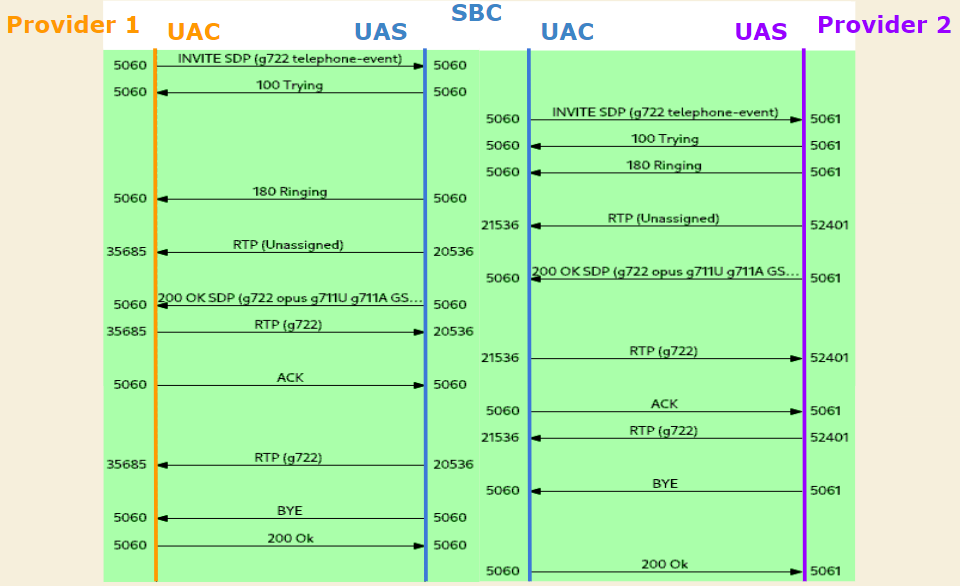 SBC
Provider 1 UAC UAS UAC UAS Provider 2
5060 INVITE SDP (g722 telephone-event) 5060
5060 100 Trying 5060
5060 INVITE SDP (g722 telephone-event) 5061
5060 100 Trying 5061
5060 180 Ringing 5061
5060 180 Ringing 5060
21536 RTP (Unassigned) 52401
35685 RTP (Unassigned) 20536
5060 200 OK SDP (g722 opus g711U g711A GS... 5061
5060 200 OK SDP (g722 opus g711U g711A GS... 5060
35685 RTP (g722) 20536
21536 RTP (g722) 52401
5060 ACK 5060
5060 ACK 5061
21536 RTP (g722) 52401
35685 RTP (g722) 20536
5060 BYE 5061
5060 BYE 5060
5060 200 Ok 5060
5060 200 Ok 5061